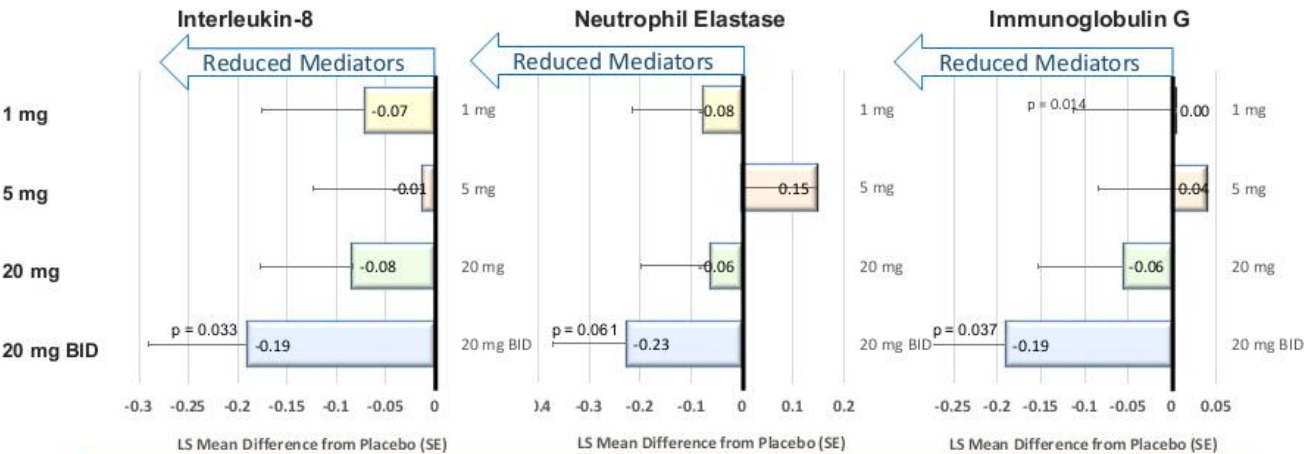 Interleukin-8
Neutrophil Elastase
Immunoglobulin G
Reduced Mediators
Reduced Mediators
Reduced Mediators
1 mg
-0.07
1 mg
-0.08
1 mg
p = 0.014
0.00
1 mg
5 mg
-0.01
5 mg
0.15
5 mg
0.04
5 mg
20 mg
-0.08
20 mg
-0.06
20 mg
-0.06
20 mg
20 mg BID
p = 0.033
-0.19
20 mg BID
p = 0.061
-0.23
20 mg BID
p = 0.037
-0.19
20 mg BID
-0.3 -0.25 -0.2 -0.15 -0.1 -0.05 0
0.4 -0.3 -0.2 -0.1 0 0.1 0.2
-0.25 -0.2 -0.15 -0.1 -0.05 0 0.05
LS Mean Difference from Placebo (SE)
LS Mean Difference from Placebo (SE)
LS Mean Difference from Placebo (SE)